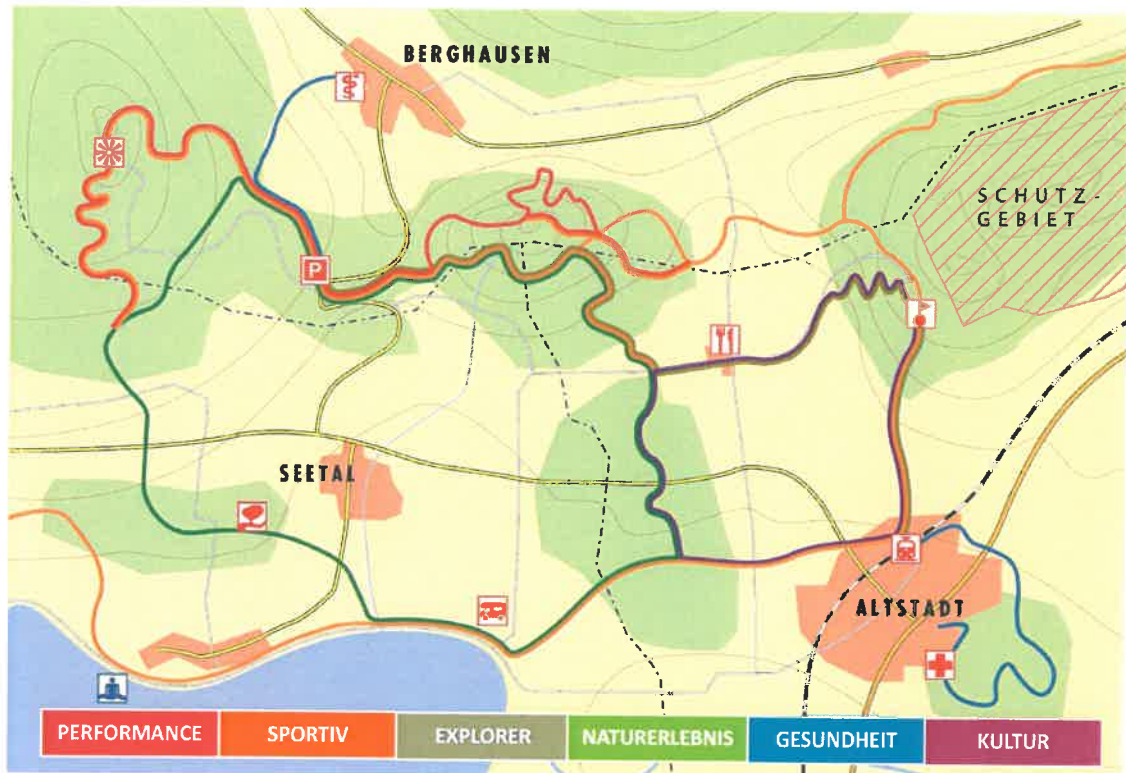 BERGHAUSEN
SCHUTZ-
GEBIET
P
SEETAL
ALTSTADT
PERFORMANCE
SPORTIV
EXPLORER
NATURERLEBNIS
GESUNDHEIT
KULTUR